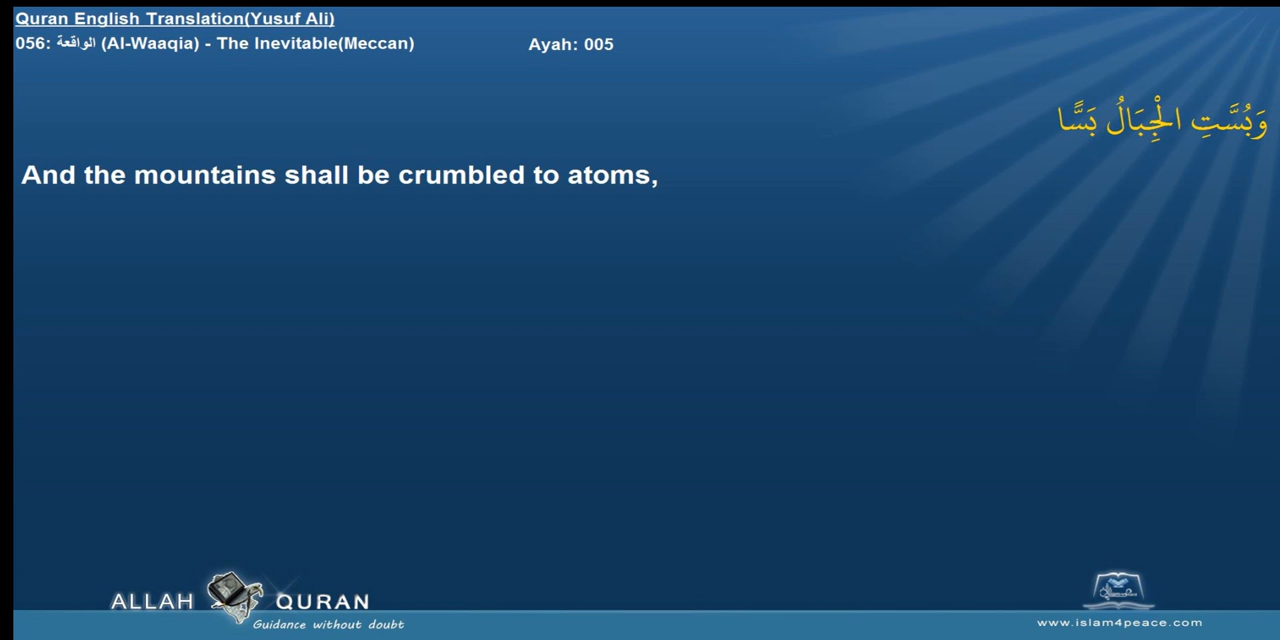 Quran English Translation(Yusuf Ali)
056: الواقعة (Al-Waaqia) - The Inevitable(Meccan) Ayah: 005
وَبُسَّتِ الْجِبَالُ بَسًّا
And the mountains shall be crumbled to atoms,
ALLAH QURAN
Guidance without doubt
www.islam4peace.com